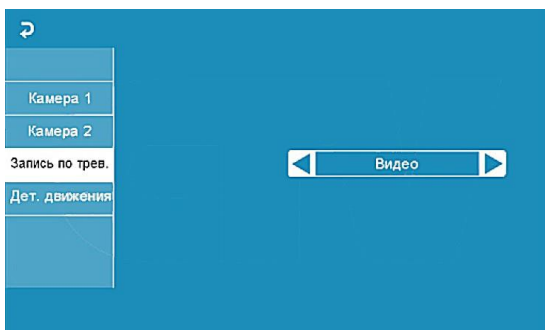 Камера 1
Камера 2
Запись по трев.
Видео
Дет. движения